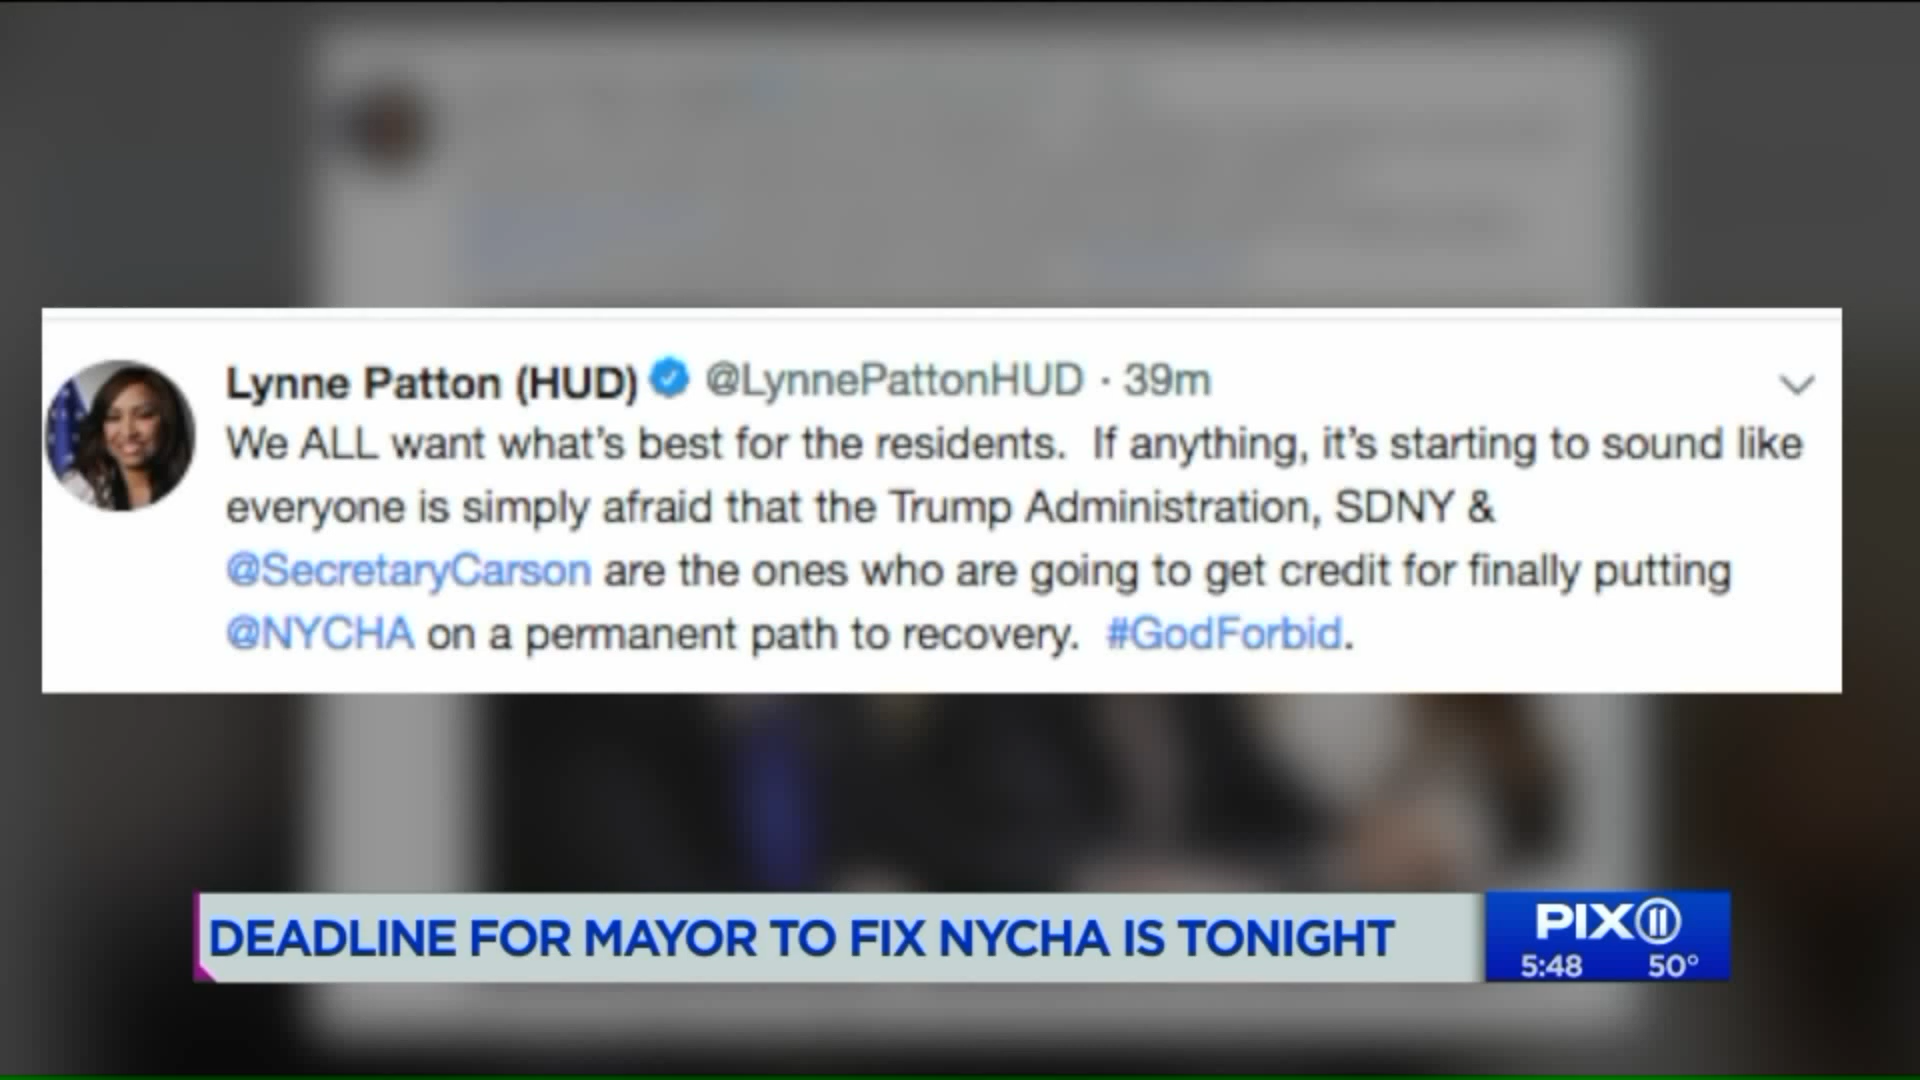 Lynne Patton (HUD) @LynnePattonHUD · 39m
We ALL want what's best for the residents.  If anything, it's starting to sound like
everyone is simply afraid that the Trump Administration, SDNY &
@SecretaryCarson are the ones who are going to get credit for finally putting
@NYCHA on a permanent path to recovery.  #GodForbid.
DEADLINE FOR MAYOR TO FIX NYCHA IS TONIGHT
PIX11
5:48 50°